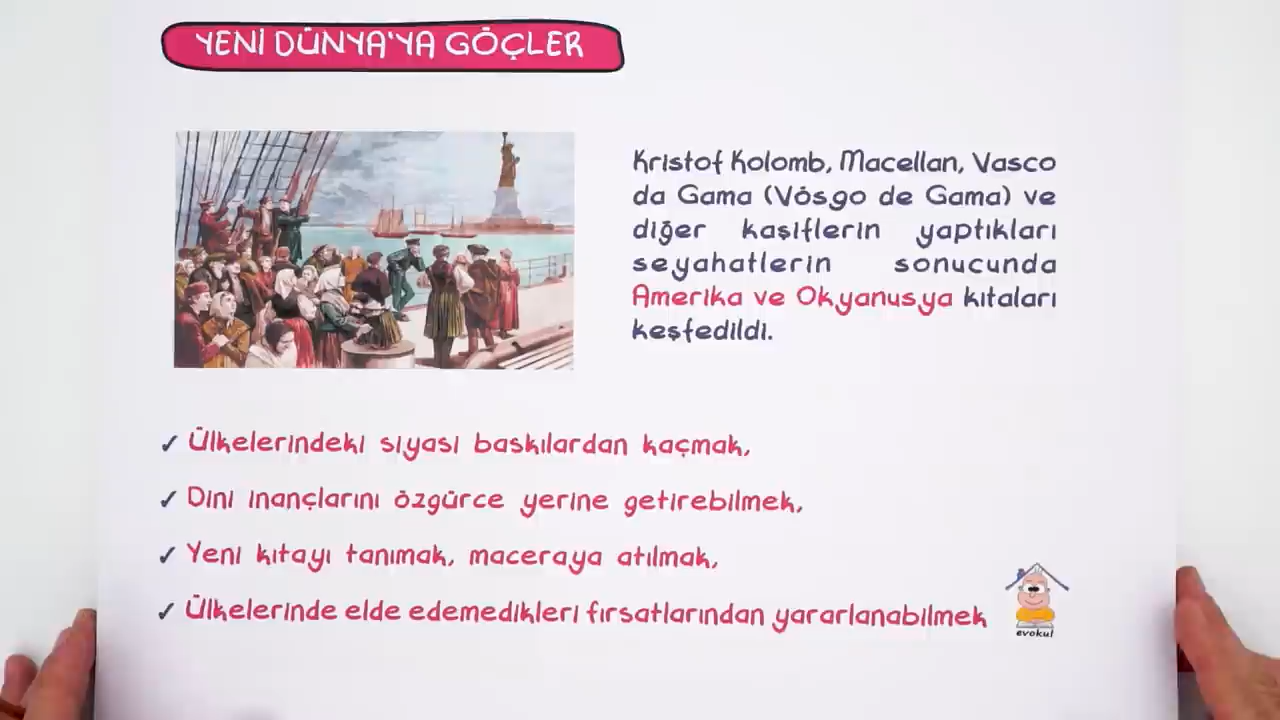 YENİ DÜNYA'YA GÖÇLER
Kristof Kolomb, Macellan, Vasco
da Gama (Vósgo de Gama) ve
diğer kaşiflerin yaptıkları
seyahatlerin sonucunda
Amerika ve Okyanusya kıtaları
keşfedildi.
✓ Ülkelerindeki siyasi baskılardan kaçmak,
✓ Dini inançlarını özgürce yerine getirebilmek,
✓ Yeni kıtayı tanımak, maceraya atılmak,
✓ Ülkelerinde elde edemedikleri fırsatlarından yararlanabilmek
evokul